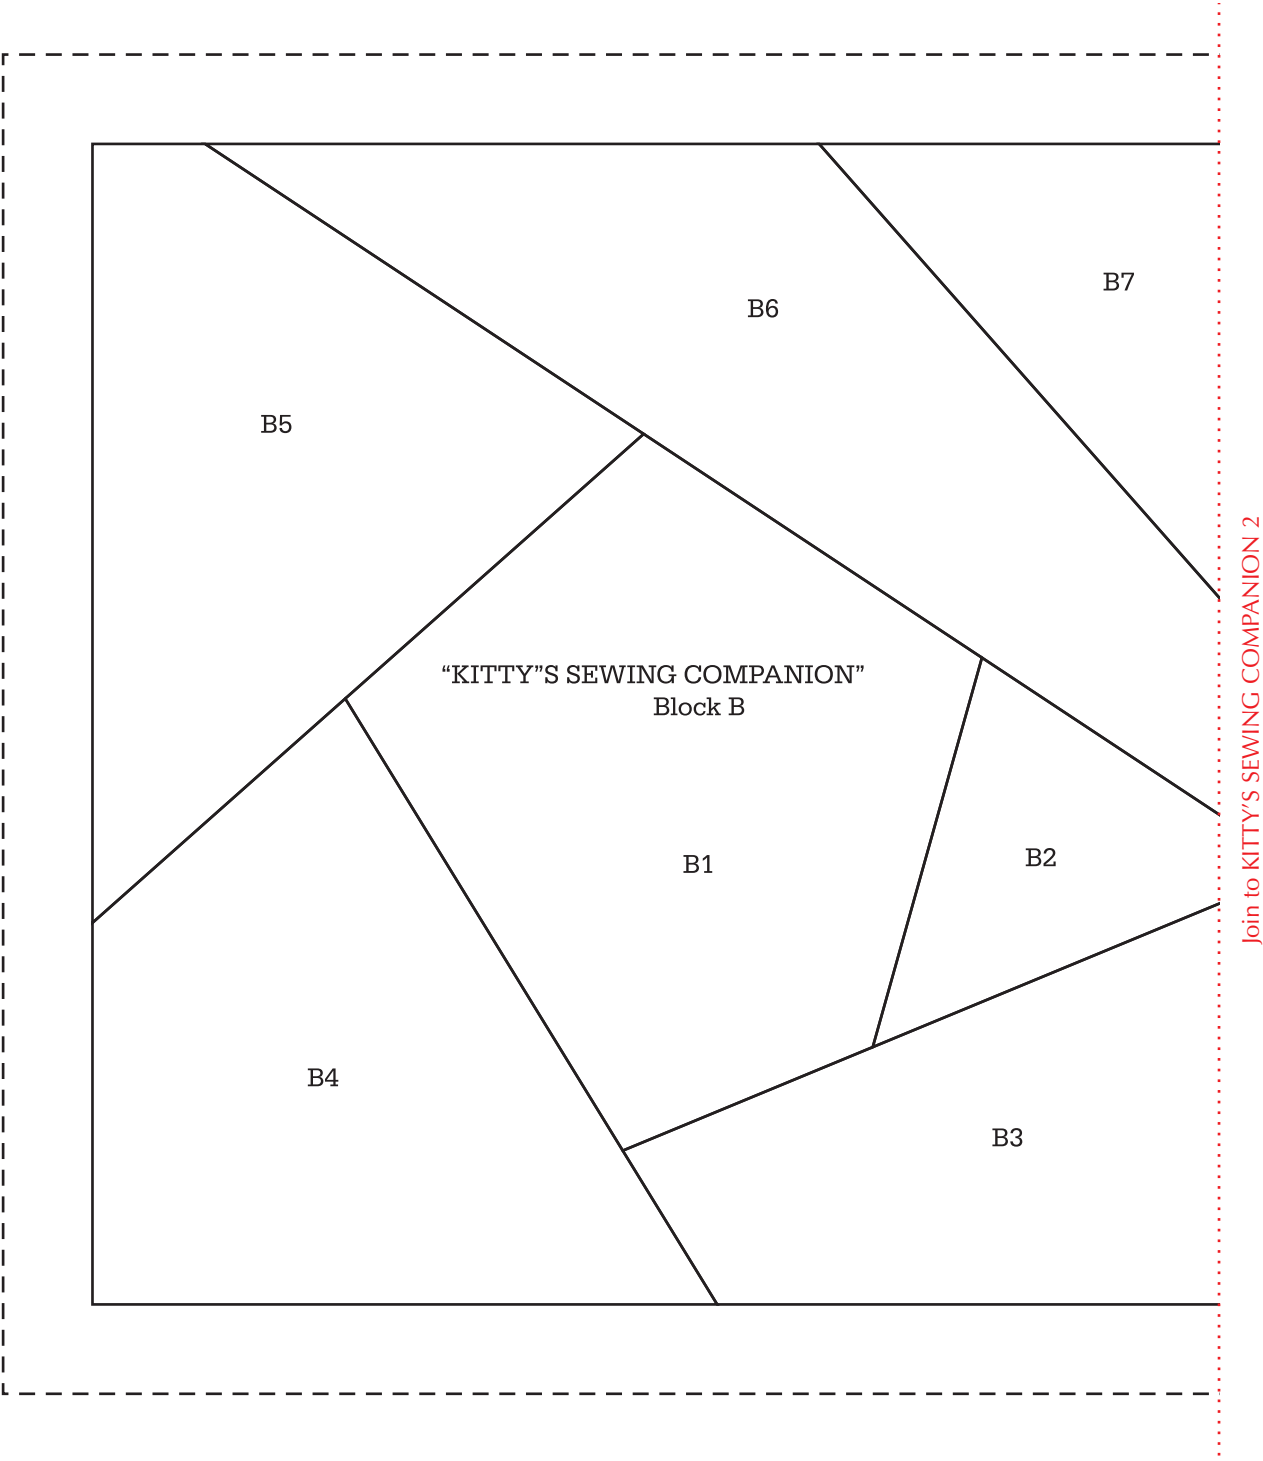 B7
B6
B5
“KITTY”S SEWING COMPANION”
Block B
B2
B1
B4
B3
Join to KITTY’S SEWING COMPANION 2